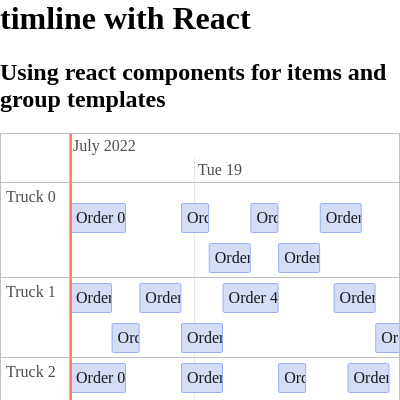 timline with React
Using react components for items and
group templates
July 2022
Tue 19
Truck 0
Order 0
Orc
Orc
Order
Order
Order
Truck 1
Order
Order
Order 4
Order
Orc
Order
Or
Truck 2
Order 0
Order
Orc
Order